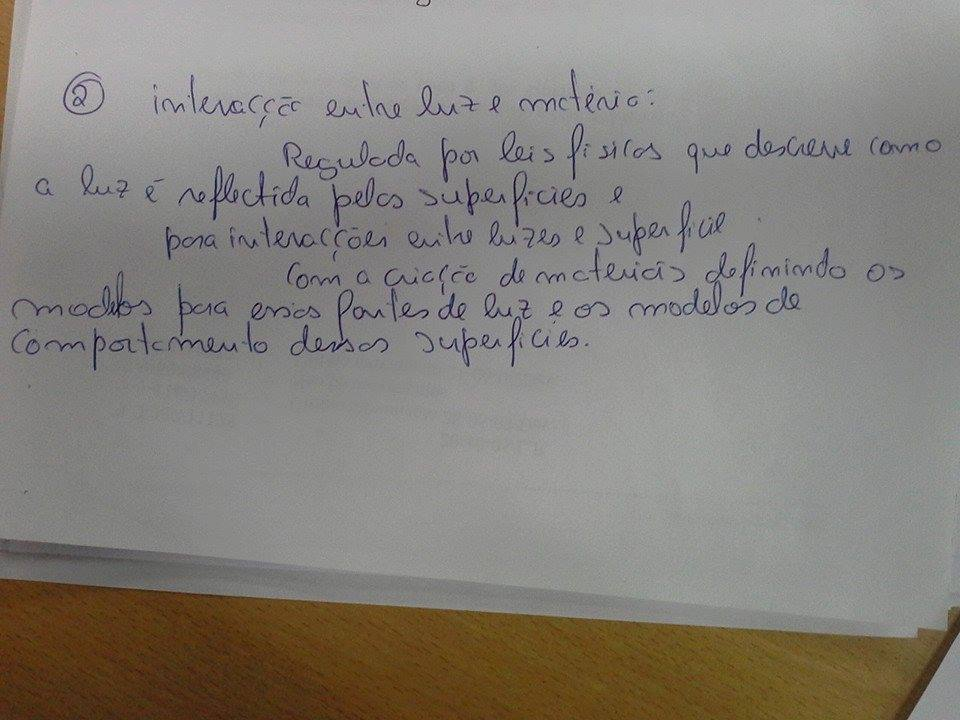 ② interacção entre luz e matéria:
Regulada por leis físicas que descreve como
a luz é reflectida pelas superfícies e
para interacções entre luzes e superfície
Com a criação de materiais definindo os
modelos para essas fontes de luz e os modelos de
comportamento dessas superfícies.